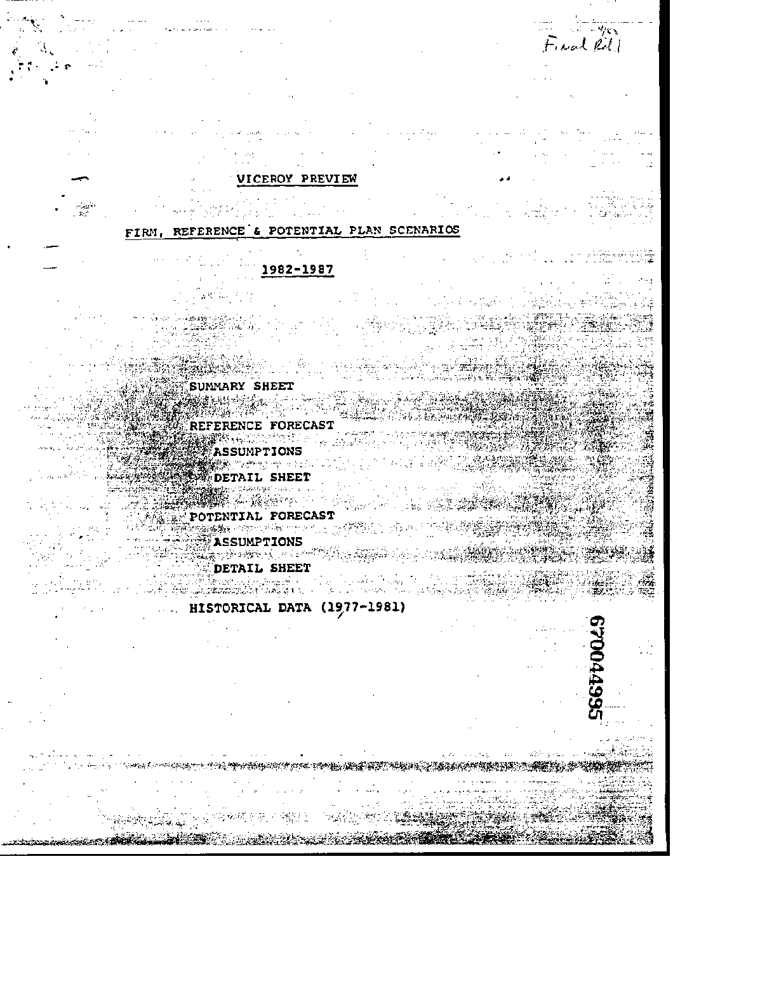 Final
VICEROY PREVIEW
FIRM, REFERENCE & POTENTIAL PLAN SCENARIOS
1982-1987
SUMMARY SHEET
REFERENCE FORECAST
ASSUMPTIONS
DETAIL SHEET
POTENTIAL FORECAST
ASSUMPTIONS
DETAIL SHEET
HISTORICAL DATA (1977-1981)
670044995